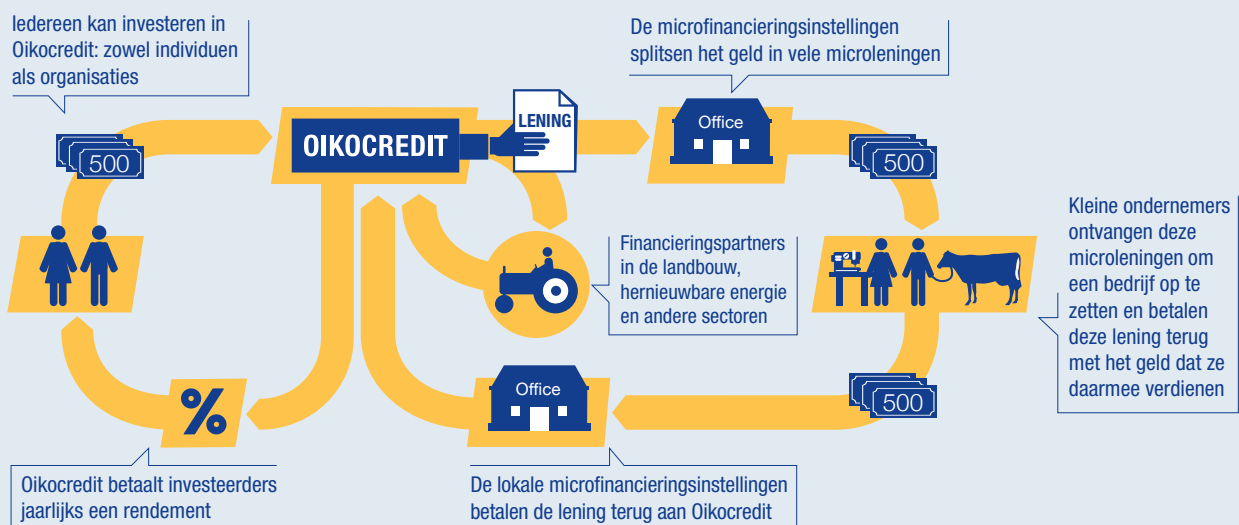 Iedereen kan investeren in
Oikocredit: zowel individuen
als organisaties
De microfinancieringsinstellingen
splitsen het geld in vele microleningen
500
OIKOCREDIT
LENING
Office
500
Kleine ondernemers
ontvangen deze
microleningen om
een bedrijf op te
zetten en betalen
deze lening terug
met het geld dat ze
daarmee verdienen
Financieringspartners
in de landbouw,
hernieuwbare energie
en andere sectoren
%
Office
500
Oikocredit betaalt investeerders
jaarlijks een rendement
De lokale microfinancieringsinstellingen
betalen de lening terug aan Oikocredit